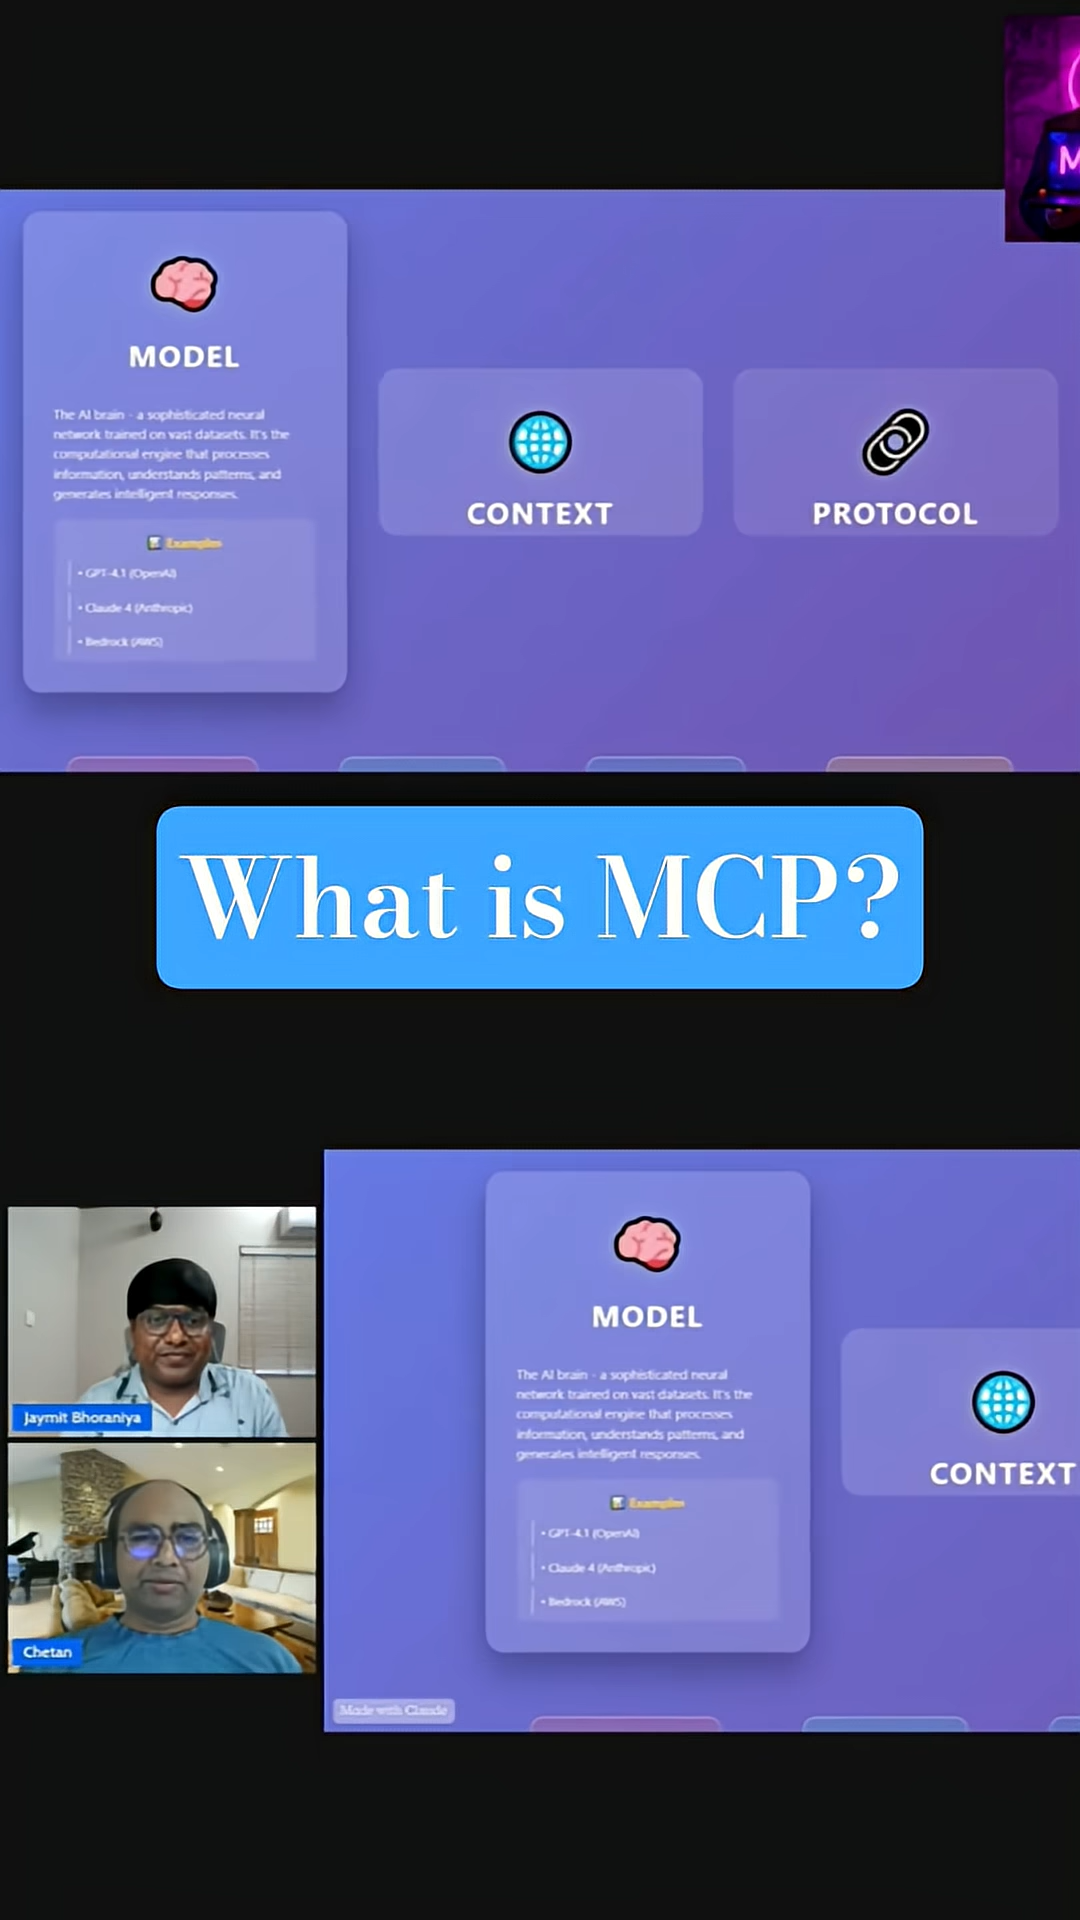 M
MODEL
The AI brain - a sophisticated neural
network trained on vast datasets. It's the
computational engine that processes
information, understands patterns, and
generates intelligent responses.
Examples
• GPT-4.1 (OpenAI)
• Claude 4 (Anthropic)
• Bedrock (AWS)
CONTEXT
PROTOCOL
What is MCP?
Jaymit Bhoraniya
Chetan
MODEL
The AI brain - a sophisticated neural
network trained on vast datasets. It's the
computational engine that processes
information, understands patterns, and
generates intelligent responses.
Examples
• GPT-4.1 (OpenAI)
• Claude 4 (Anthropic)
• Bedrock (AWS)
CONTEXT
Made with Claude